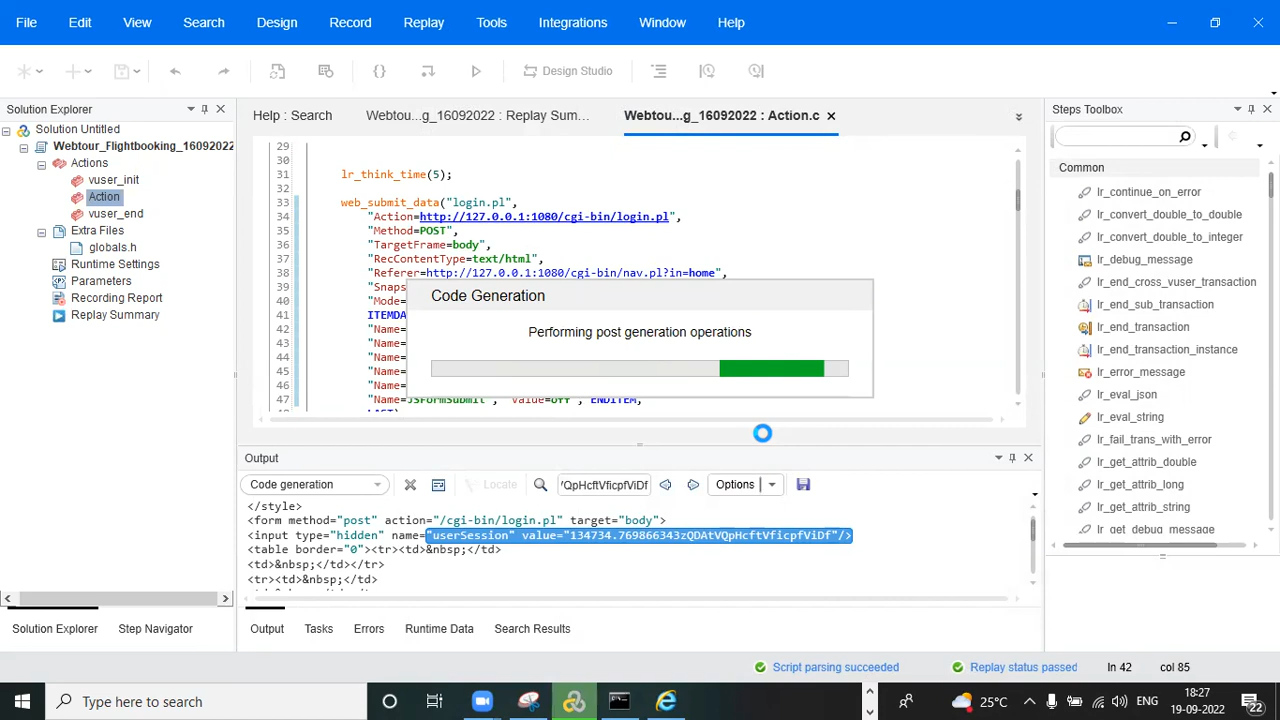 File Edit View Search Design Record Replay Tools Integrations Window Help
Design Studio
Solution Explorer
Solution Untitled
Webtour_Flightbooking_16092022
Actions
vuser_init
Action
vuser_end
Extra Files
globals.h
Runtime Settings
Parameters
Recording Report
Replay Summary
Solution Explorer Step Navigator
Help : Search Webtou...g_16092022 : Replay Sum... Webtou...g_16092022 : Action.c
29
30
31 lr_think_time(5);
32
33 web_submit_data("login.pl",
34 "Action=http://127.0.0.1:1080/cgi-bin/login.pl",
35 "Method=POST",
36 "TargetFrame=body",
37 "RecContentType=text/html",
38 "Referer=http://127.0.0.1:1080/cgi-bin/nav.pl?in=home",
39 "Snaps
40 "Mode=
41 ITEMDA
42 "Name=
43 "Name=
44 "Name=
45 "Name=
46 "Name=
47 "Name=JSFormSubmit", "Value=off", ENDITEM,
LAST)
Code Generation
Performing post generation operations
Output
Code generation Locate 'QpHcftVficpfViDf Options
</style>
<form method="post" action="/cgi-bin/login.pl" target="body">
<input type="hidden" name="userSession" value="134734.769866343zQDAtVQpHcftVficpfViDf"/>
<table border="0"><tr><td>&nbsp;</td>
<td>&nbsp;</td></tr>
<tr><td>&nbsp;</td>
Output Tasks Errors Runtime Data Search Results
Steps Toolbox
Common
lr_continue_on_error
lr_convert_double_to_double
lr_convert_double_to_integer
lr_debug_message
lr_end_cross_vuser_transaction
lr_end_sub_transaction
lr_end_transaction
lr_end_transaction_instance
lr_error_message
lr_eval_json
lr_eval_string
lr_fail_trans_with_error
lr_get_attrib_double
lr_get_attrib_long
lr_get_attrib_string
lr_get_debug_message
Script parsing succeeded Replay status passed ln 42 col 85
Type here to search
25°C ENG 18:27
19-09-2022 22